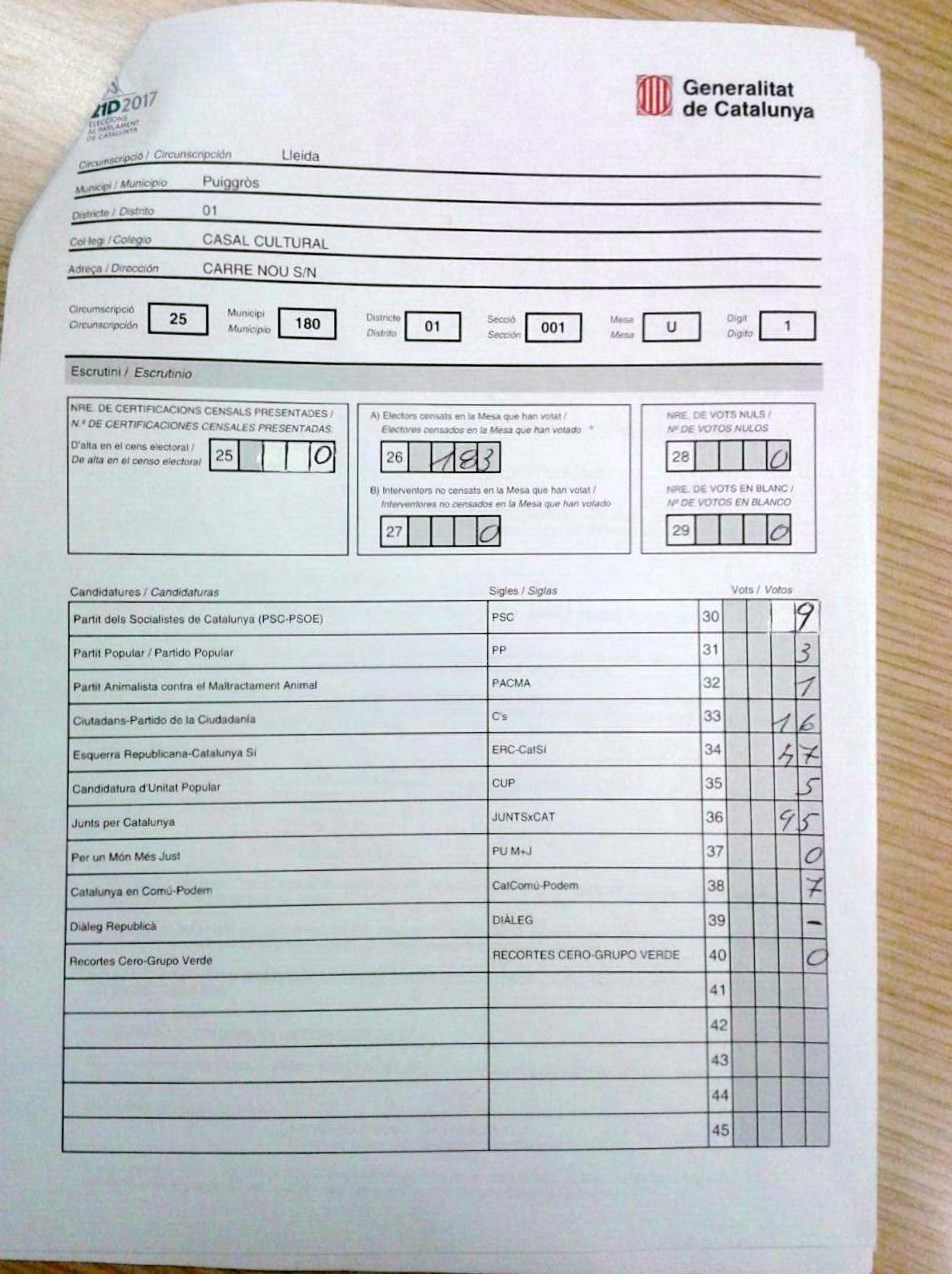 21D 2017
ELECCIONS
AL PARLAMENT
DE CATALUNYA
Generalitat
de Catalunya
Circumscripció / Circunscripción Lleida
Municipi / Municipio Puiggròs
Districte / Distrito 01
Col·legi / Colegio CASAL CULTURAL
Adreça / Dirección CARRE NOU S/N
Circumscripció
Circunscripción 25
Municipi
Municipio 180
Districte
Distrito 01
Secció
Sección 001
Mesa
Mesa U
Dígit
Dígito 1
Escrutini / Escrutinio
NRE. DE CERTIFICACIONS CENSALS PRESENTADES /
N.º DE CERTIFICACIONES CENSALES PRESENTADAS:
D'alta en el cens electoral /
De alta en el censo electoral 25 0
A) Electors censats en la Mesa que han votat /
Electores censados en la Mesa que han votado *
26 183
B) Interventors no censats en la Mesa que han votat /
Interventores no censados en la Mesa que han votado
27 0
NRE. DE VOTS NULS /
Nº DE VOTOS NULOS
28 0
NRE. DE VOTS EN BLANC /
Nº DE VOTOS EN BLANCO
29 0
Candidatures / Candidaturas Sigles / Siglas Vots / Votos
Partit dels Socialistes de Catalunya (PSC-PSOE) PSC 30 9
Partit Popular / Partido Popular PP 31 3
Partit Animalista contra el Maltractament Animal PACMA 32 1
Ciutadans-Partido de la Ciudadanía C's 33 16
Esquerra Republicana-Catalunya Sí ERC-CatSí 34 47
Candidatura d'Unitat Popular CUP 35 5
Junts per Catalunya JUNTSxCAT 36 95
Per un Món Més Just PU M+J 37 0
Catalunya en Comú-Podem CatComú-Podem 38 7
Diàleg Republicà DIÀLEG 39 -
Recortes Cero-Grupo Verde RECORTES CERO-GRUPO VERDE 40 0
41
42
43
44
45